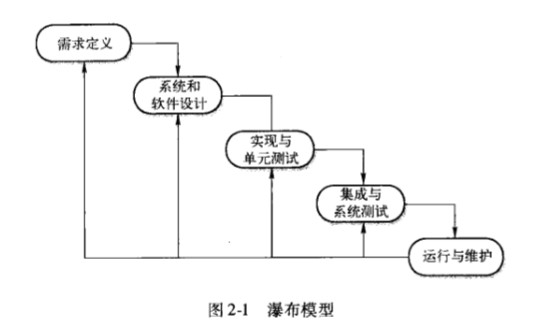 需求定义
系统和
软件设计
实现与
单元测试
集成与
系统测试
运行与维护
图 2-1 瀑布模型